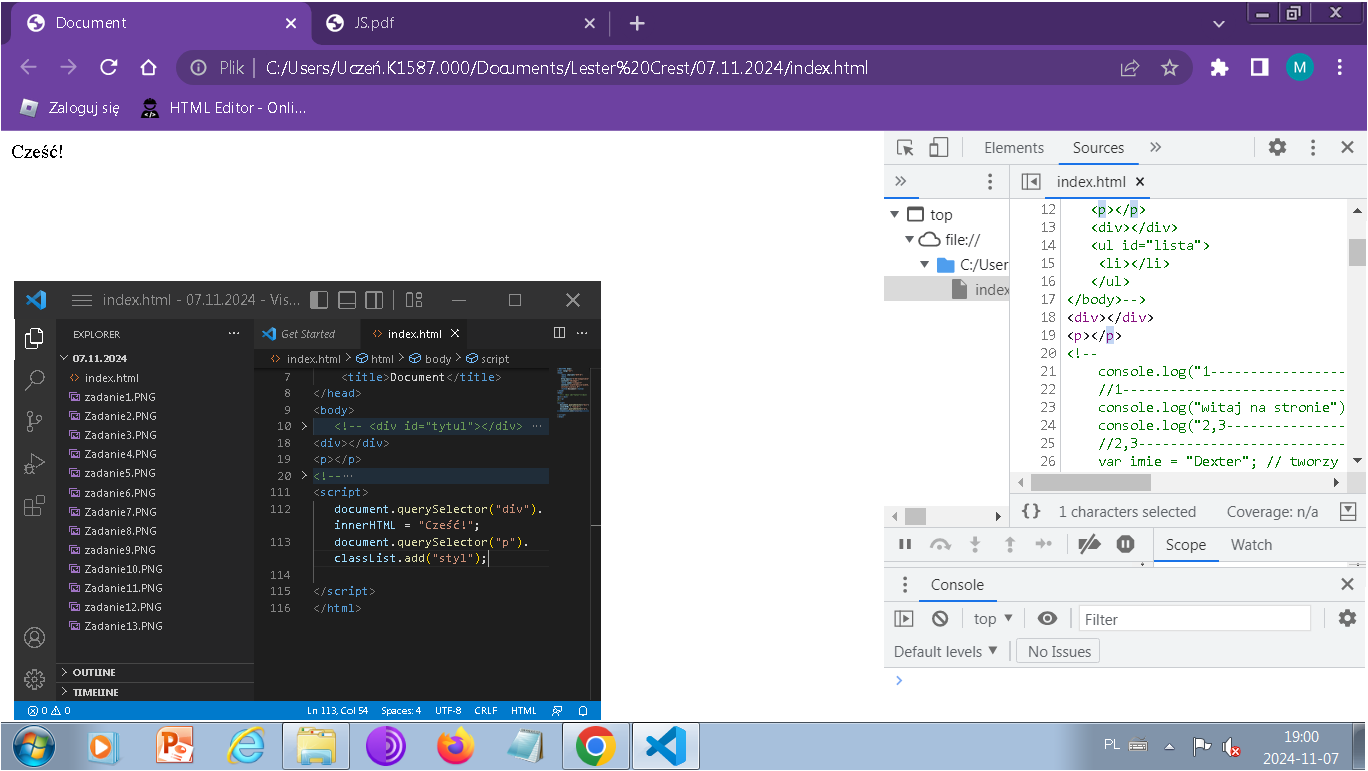 Document
JS.pdf
Plik | C:/Users/Uczeń.K1587.000/Documents/Lester%20Crest/07.11.2024/index.html
M
Zaloguj się
HTML Editor - Onli...
Cześć!
Elements
Sources
index.html
top
file://
C:/User
index
12 <p></p>
13 <div></div>
14 <ul id="lista">
15 <li></li>
16 </ul>
17 </body>-->
18 <div></div>
19 <p></p>
20 <!--
21 console.log("1-----------------
22 //1----------------------------
23 console.log("witaj na stronie")
24 console.log("2,3---------------
25 //2,3--------------------------
26 var imie = "Dexter"; // tworzy
{} 1 characters selected
Coverage: n/a
Scope
Watch
Console
top
Filter
Default levels
No Issues
index.html - 07.11.2024 - Vis...
EXPLORER
07.11.2024
index.html
zadanie1.PNG
Zadanie2.PNG
Zadanie3.PNG
Zadanie4.PNG
zadanie5.PNG
zadanie6.PNG
Zadanie7.PNG
Zadanie8.PNG
zadanie9.PNG
Zadanie10.PNG
Zadanie11.PNG
zadanie12.PNG
Zadanie13.PNG
OUTLINE
TIMELINE
Get Started
index.html
index.html > html > body > script
7 <title>Document</title>
8 </head>
9 <body>
10 <!-- <div id="tytul"></div> ...
18 <div></div>
19 <p></p>
20 <!--...
111 <script>
112 document.querySelector("div").
innerHTML = "Cześć!";
113 document.querySelector("p").
classList.add("styl");
114
115 </script>
116 </html>
0 0
Ln 113, Col 54
Spaces: 4
UTF-8
CRLF
HTML
PL
19:00
2024-11-07